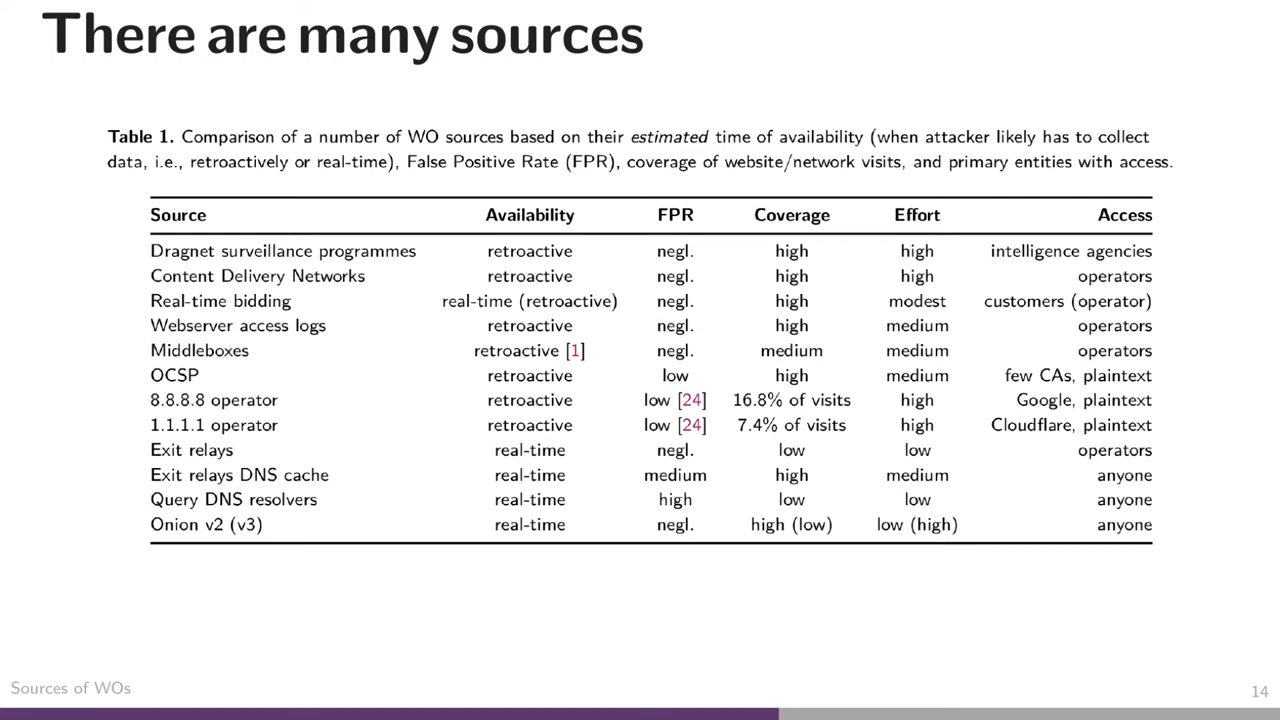 There are many sources
Table 1. Comparison of a number of WO sources based on their estimated time of availability (when attacker likely has to collect
data, i.e., retroactively or real-time), False Positive Rate (FPR), coverage of website/network visits, and primary entities with access.
Source Availability FPR Coverage Effort Access
Dragnet surveillance programmes retroactive negl. high high intelligence agencies
Content Delivery Networks retroactive negl. high high operators
Real-time bidding real-time (retroactive) negl. high modest customers (operator)
Webserver access logs retroactive negl. high medium operators
Middleboxes retroactive [1] negl. medium medium operators
OCSP retroactive low high medium few CAs, plaintext
8.8.8.8 operator retroactive low [24] 16.8% of visits high Google, plaintext
1.1.1.1 operator retroactive low [24] 7.4% of visits high Cloudflare, plaintext
Exit relays real-time negl. low low operators
Exit relays DNS cache real-time medium high medium anyone
Query DNS resolvers real-time high low low anyone
Onion v2 (v3) real-time negl. high (low) low (high) anyone
Sources of WOs 14